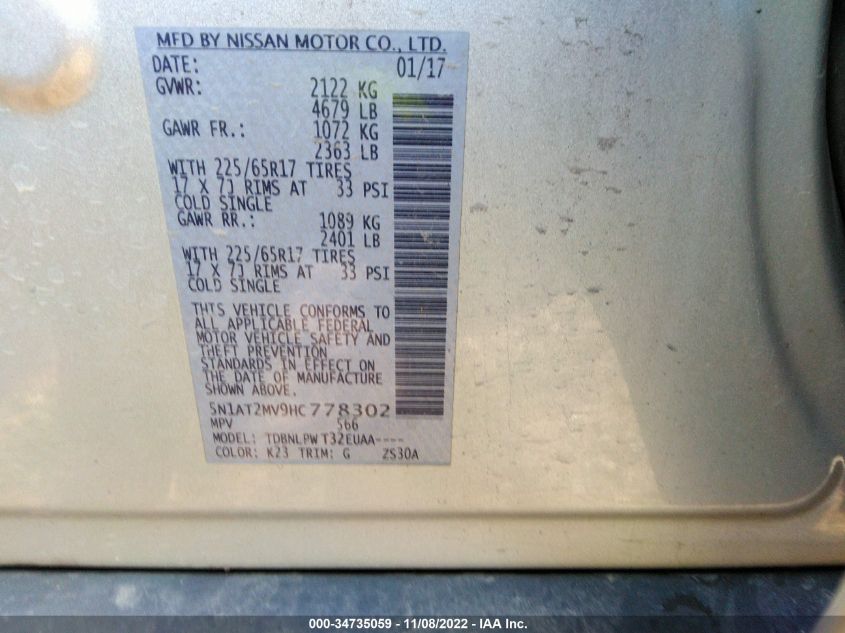 MFD BY NISSAN MOTOR CO., LTD.
DATE: 01/17
GVWR: 2122 KG
4679 LB
GAWR FR.: 1072 KG
2363 LB
WITH 225/65R17 TIRES
17 X 7J RIMS AT 33 PSI
COLD SINGLE
GAWR RR.: 1089 KG
2401 LB
WITH 225/65R17 TIRES
17 X 7J RIMS AT 33 PSI
COLD SINGLE
THIS VEHICLE CONFORMS TO
ALL APPLICABLE FEDERAL
MOTOR VEHICLE SAFETY AND
THEFT PREVENTION
STANDARDS IN EFFECT ON
THE DATE OF MANUFACTURE
SHOWN ABOVE.
5N1AT2MV9HC778302
MPV 566
MODEL: TDBNLPW T32EUAA----
COLOR: K23 TRIM: G ZS30A
000-34735059 - 11/08/2022 - IAA Inc.